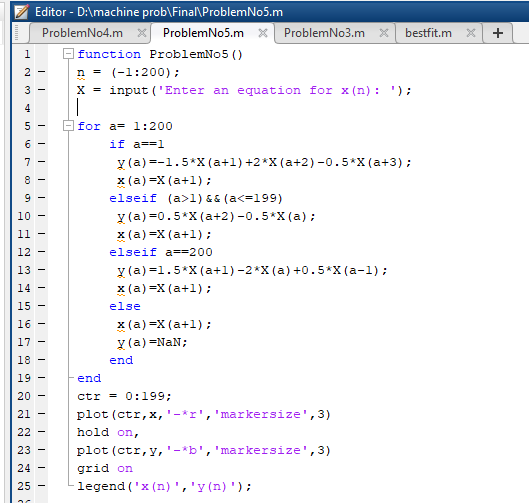 Editor - D:\machine prob\Final\ProblemNo5.m
ProblemNo4.m ProblemNo5.m ProblemNo3.m bestfit.m +
1 function ProblemNo5()
2 - n = (-1:200);
3 - X = input('Enter an equation for x(n): ');
4
5 - for a= 1:200
6 - if a==1
7 - y(a)=-1.5*X(a+1)+2*X(a+2)-0.5*X(a+3);
8 - x(a)=X(a+1);
9 - elseif (a>1)&&(a<=199)
10 - y(a)=0.5*X(a+2)-0.5*X(a);
11 - x(a)=X(a+1);
12 - elseif a==200
13 - y(a)=1.5*X(a+1)-2*X(a)+0.5*X(a-1);
14 - x(a)=X(a+1);
15 - else
16 - x(a)=X(a+1);
17 - y(a)=NaN;
18 - end
19 - end
20 - ctr = 0:199;
21 - plot(ctr,x,'-*r','markersize',3)
22 - hold on,
23 - plot(ctr,y,'-*b','markersize',3)
24 - grid on
25 - legend('x(n)','y(n)');